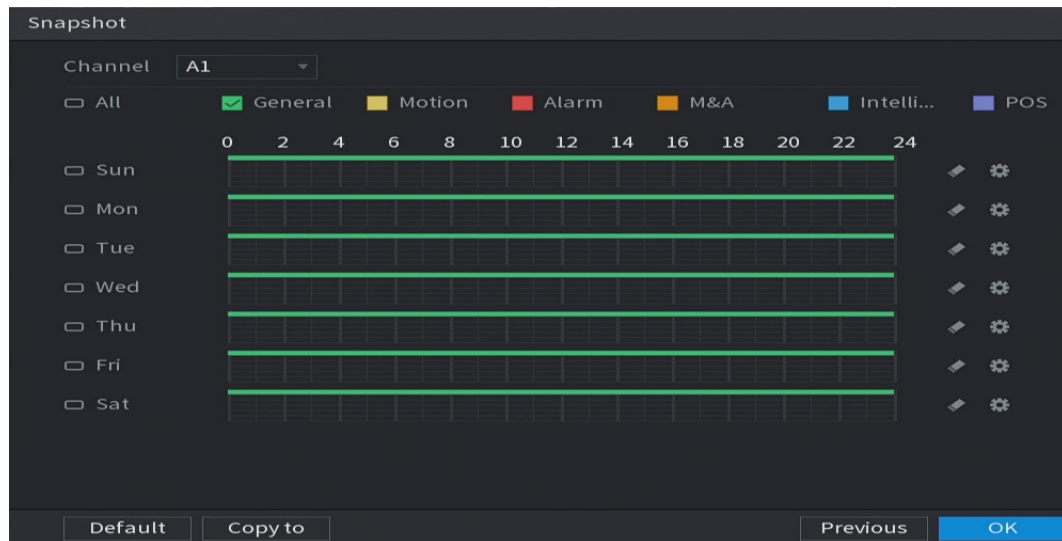 Snapshot
Channel A1
All General Motion Alarm M&A Intelli... POS
0 2 4 6 8 10 12 14 16 18 20 22 24
Sun
Mon
Tue
Wed
Thu
Fri
Sat
Default Copy to Previous OK